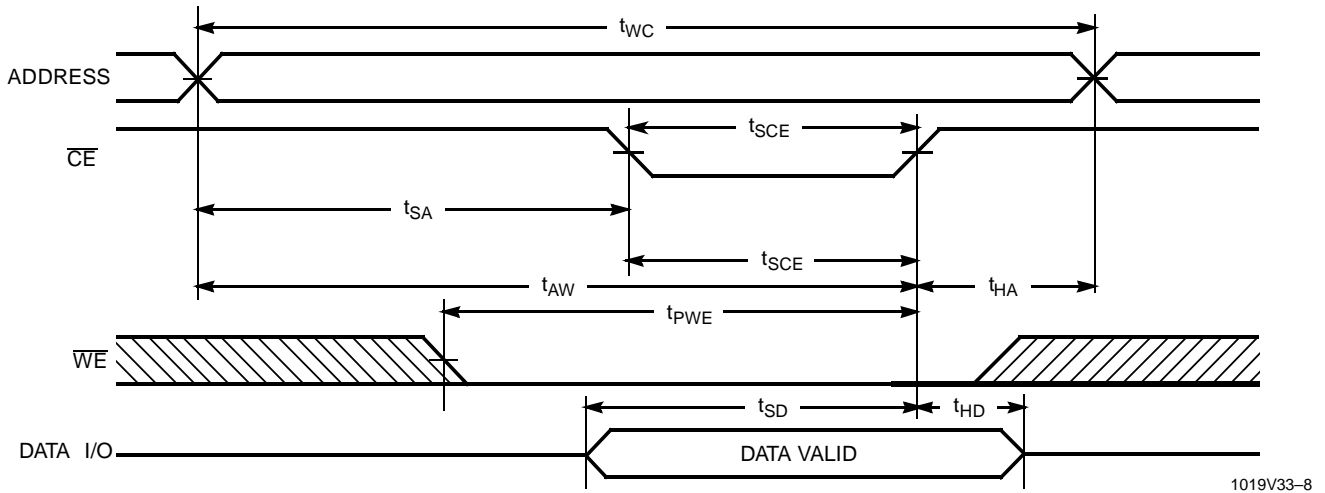 tWC
ADDRESS
tSCE
CE
tSA
tSCE
tAW
tHA
tPWE
WE
tSD
tHD
DATA I/O
DATA VALID
1019V33–8